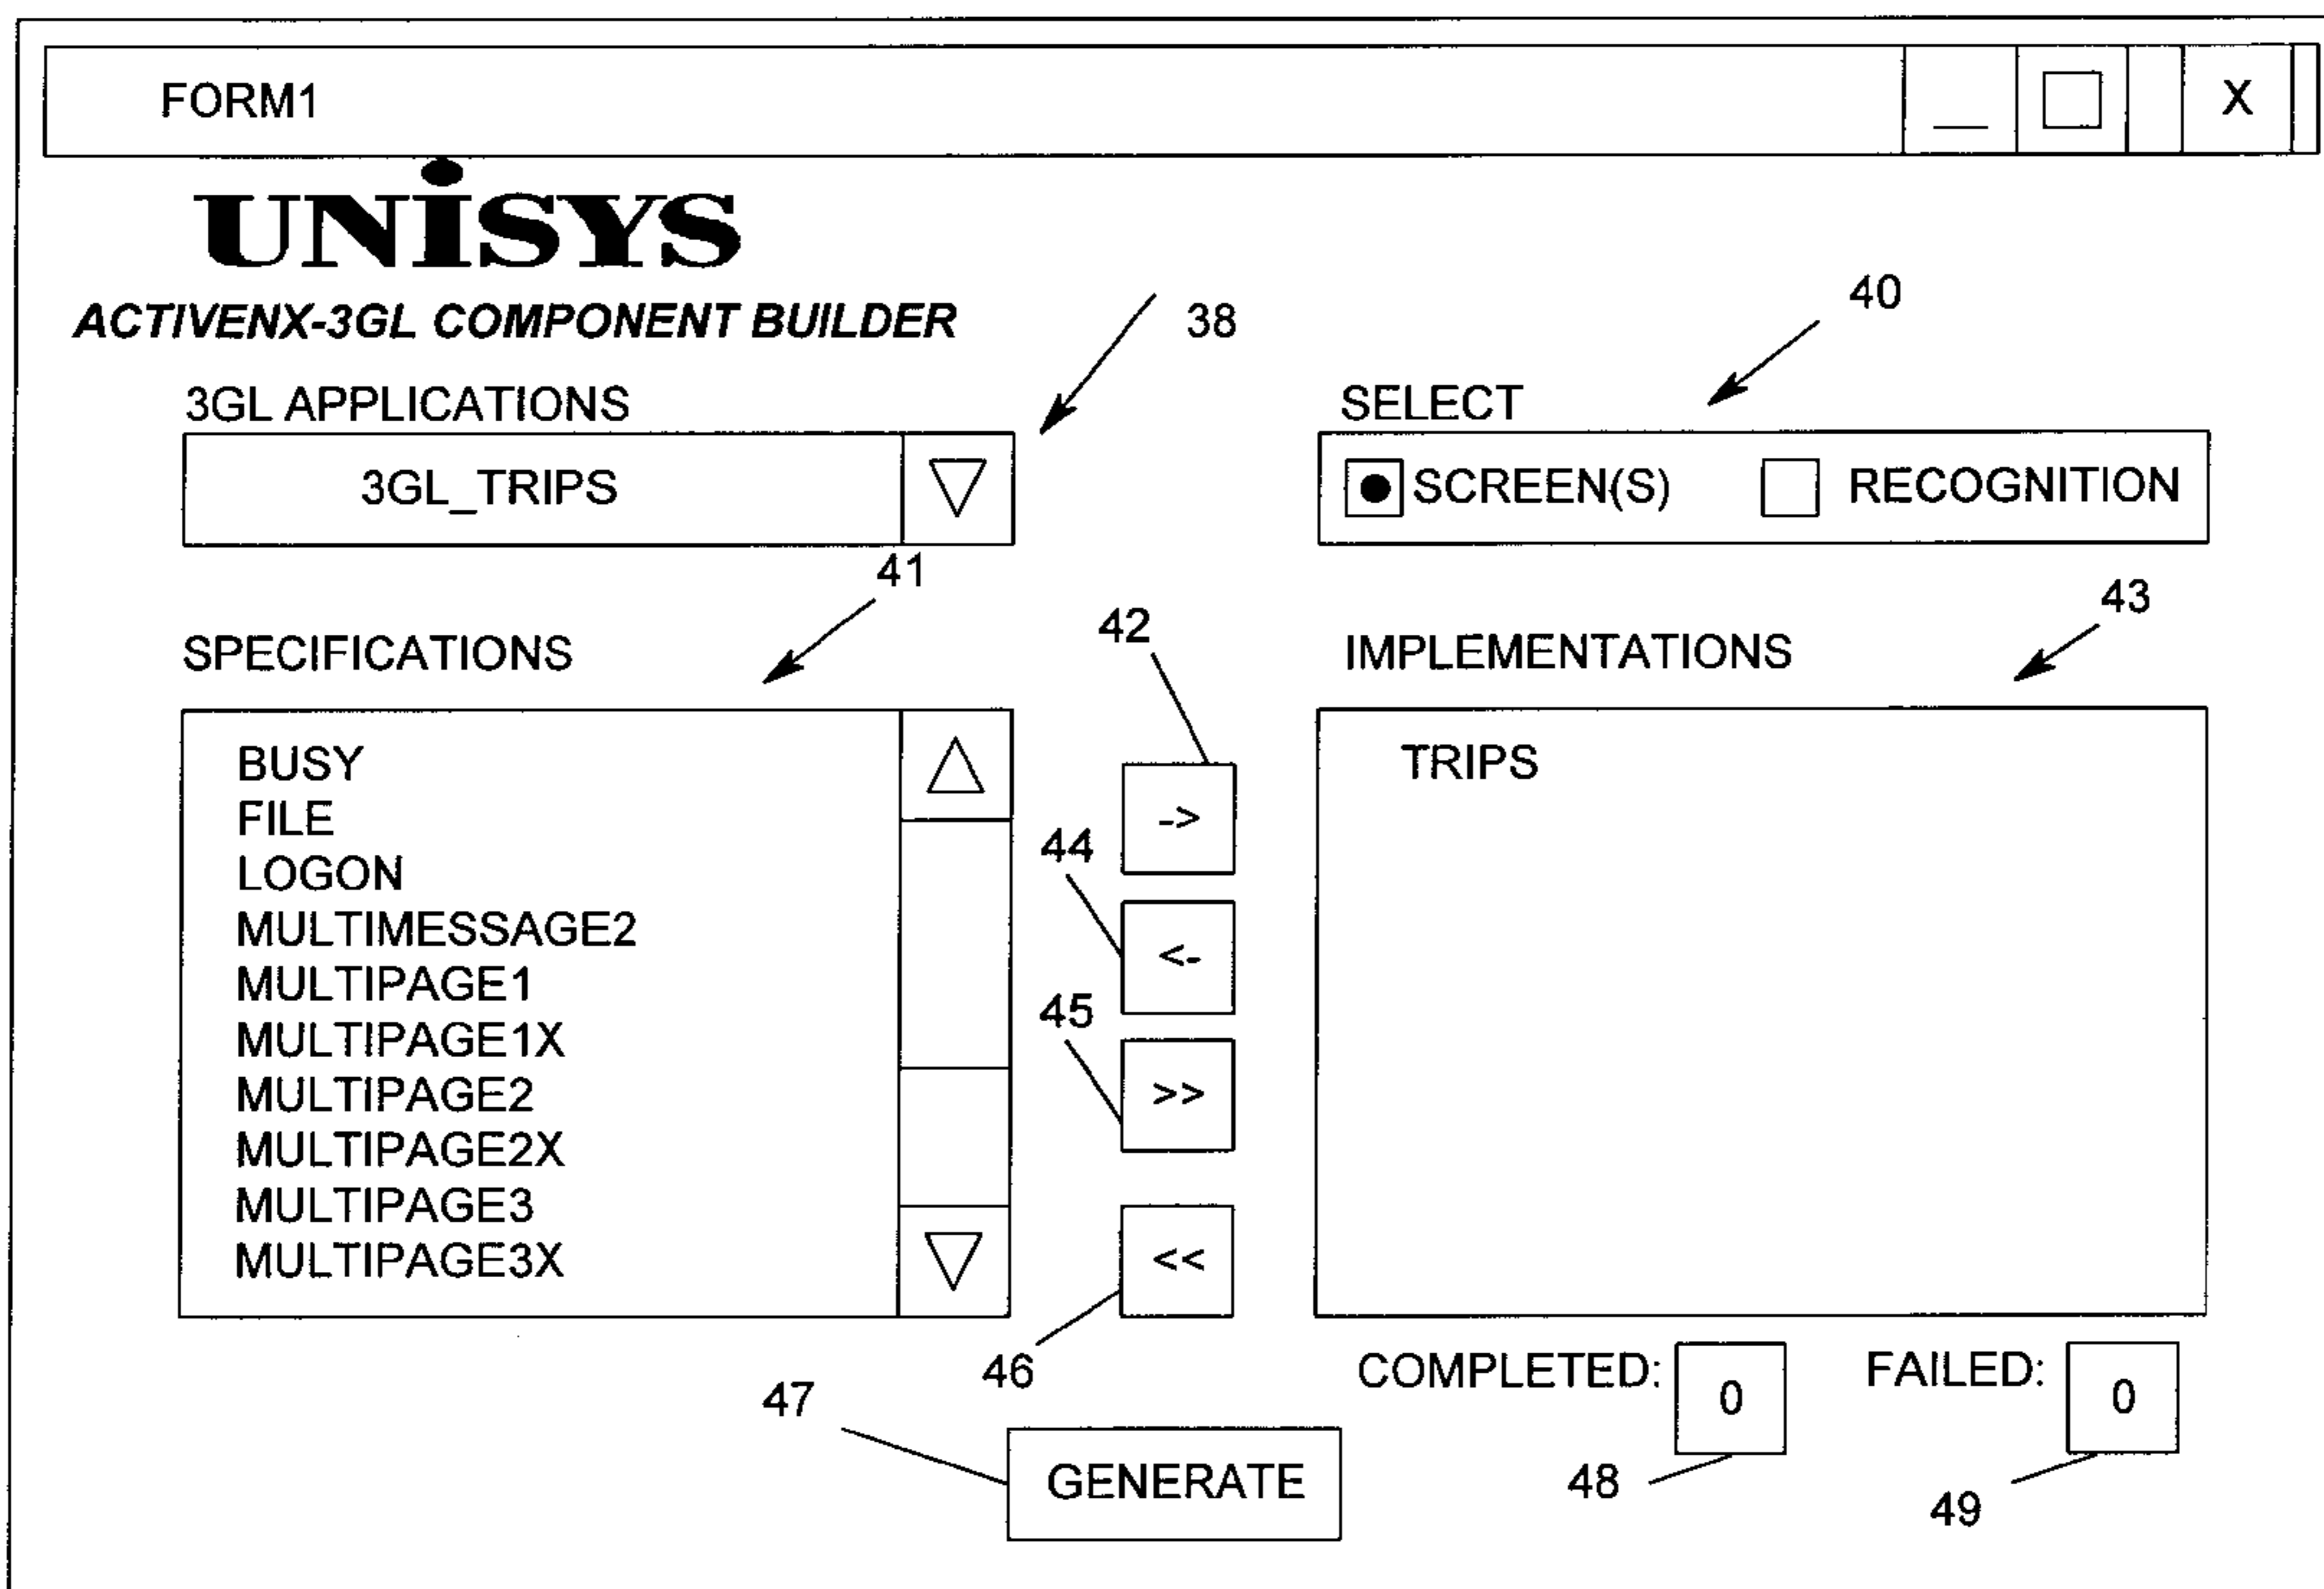 FORM1 _ X
UNISYS
ACTIVENX-3GL COMPONENT BUILDER
38
40
3GL APPLICATIONS
SELECT
3GL_TRIPS
SCREEN(S) RECOGNITION
41
42
43
SPECIFICATIONS
IMPLEMENTATIONS
BUSY
FILE
LOGON
MULTIMESSAGE2
MULTIPAGE1
MULTIPAGE1X
MULTIPAGE2
MULTIPAGE2X
MULTIPAGE3
MULTIPAGE3X
->
44
<-
45
>>
<<
46
TRIPS
COMPLETED: 0 FAILED: 0
47
GENERATE
48
49